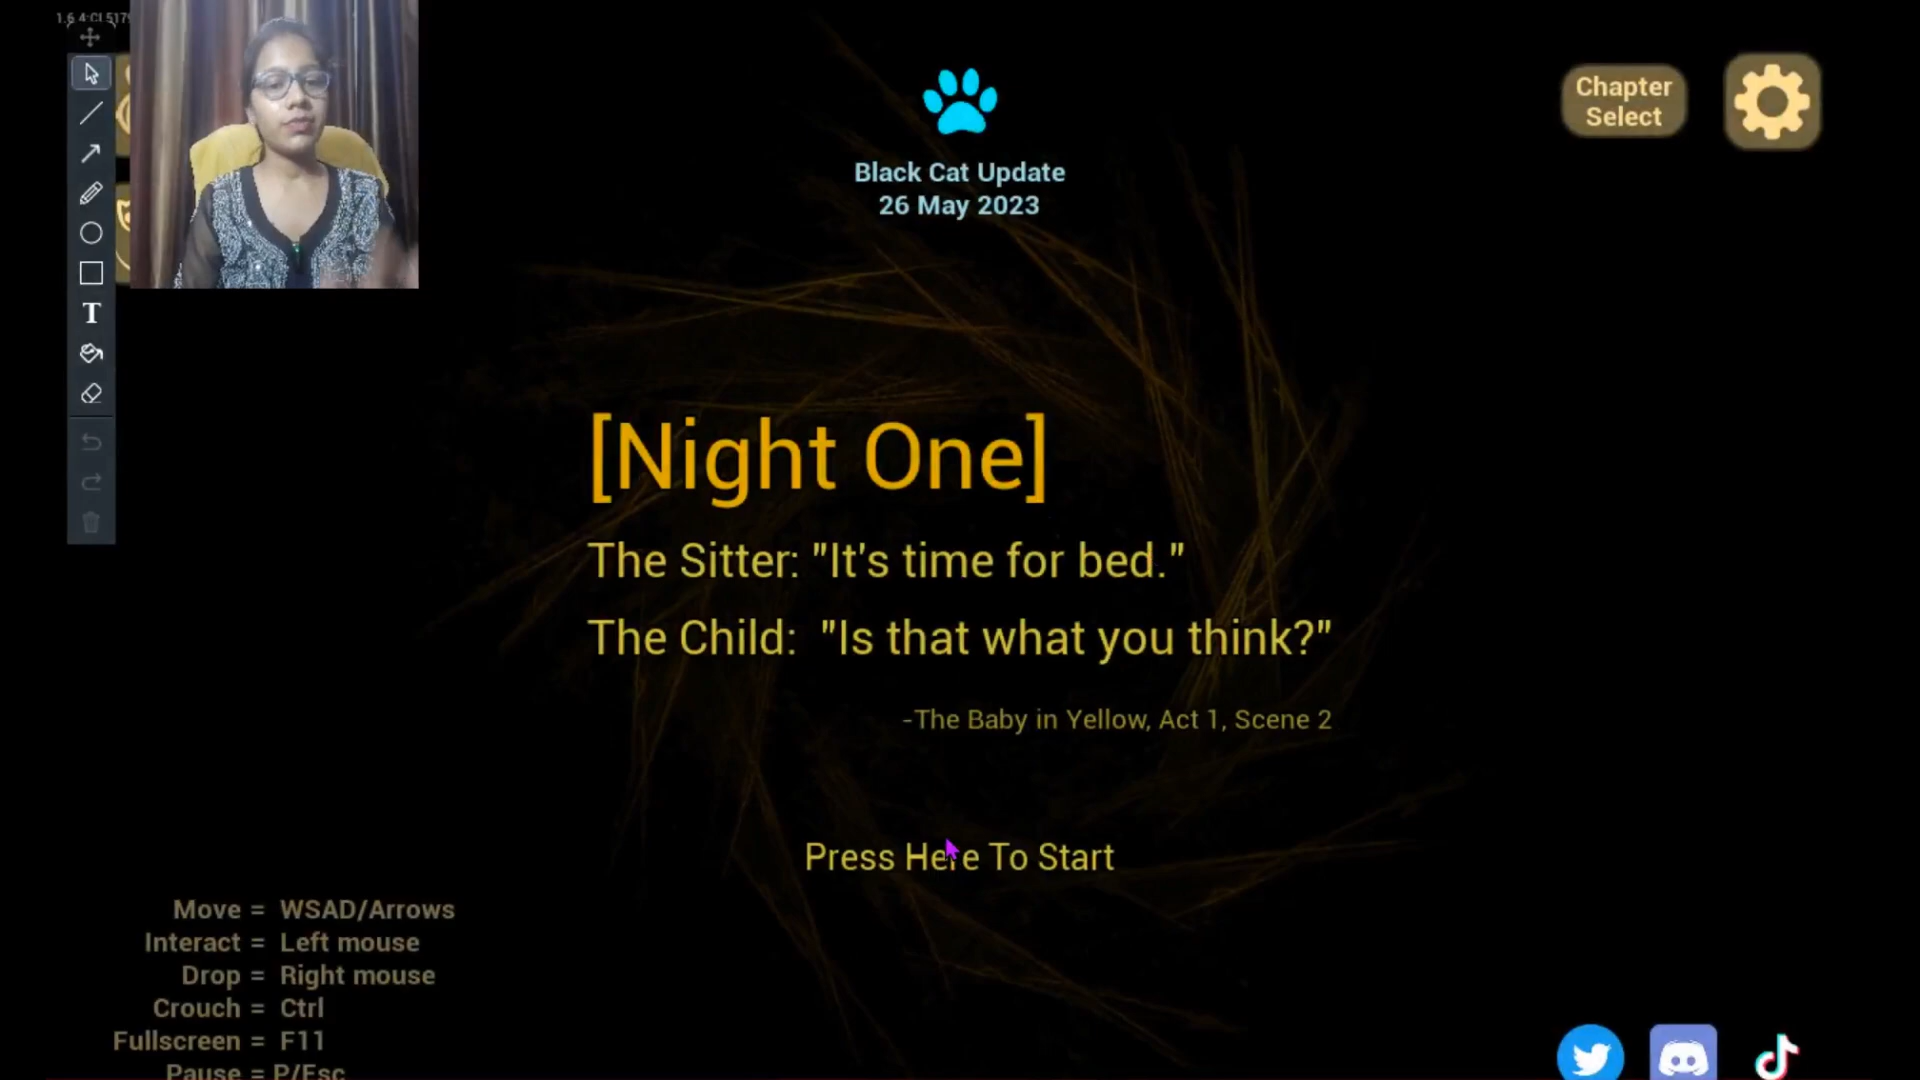 Black Cat Update
26 May 2023
Chapter
Select
[Night One]
The Sitter: "It's time for bed."
The Child: "Is that what you think?"
-The Baby in Yellow, Act 1, Scene 2
Press Here To Start
Move = WSAD/Arrows
Interact = Left mouse
Drop = Right mouse
Crouch = Ctrl
Fullscreen = F11
Pause = P/Esc
T